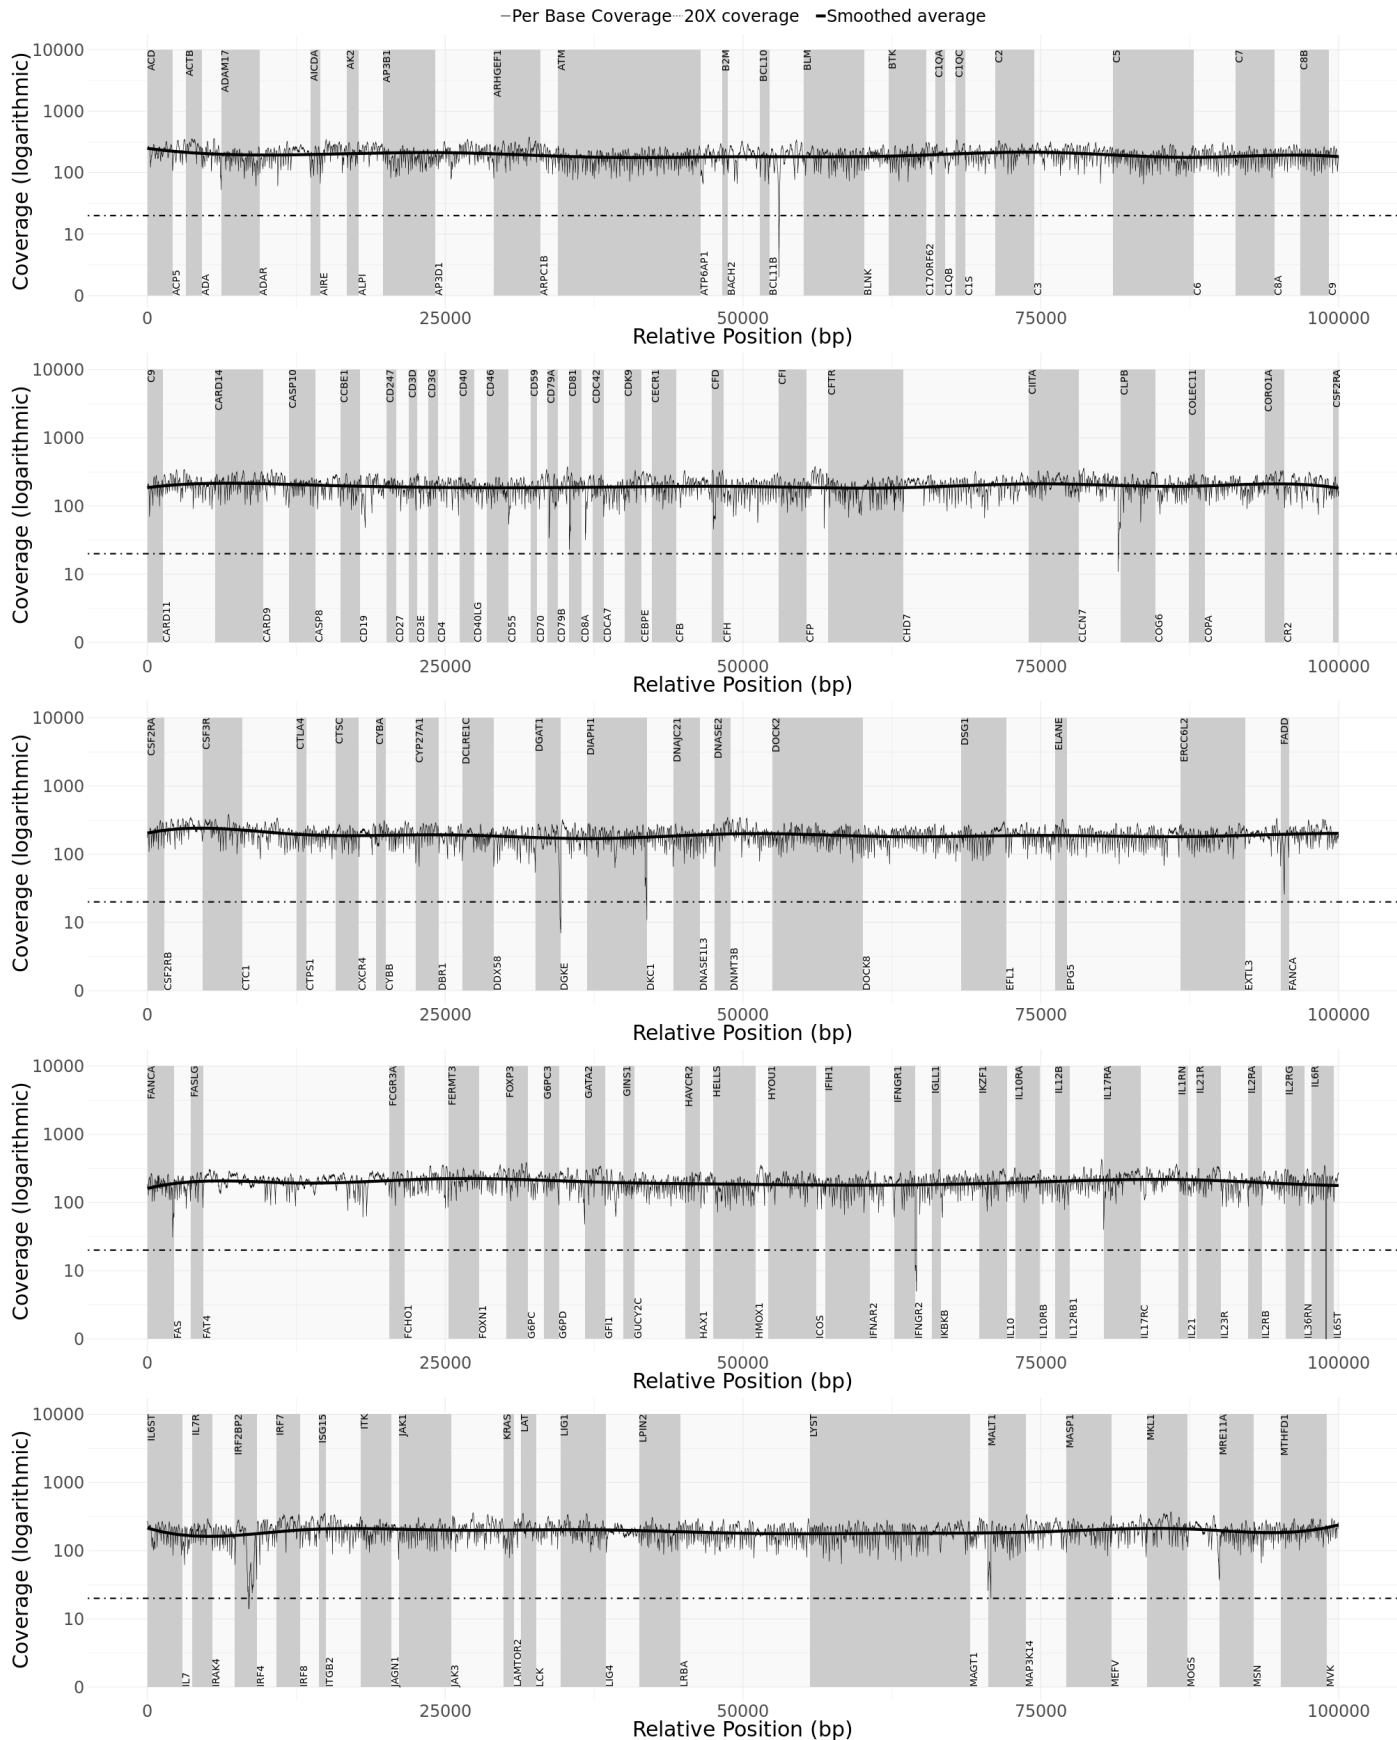 Per Base Coverage 20X coverage Smoothed average
Coverage (logarithmic)
10000
1000
100
10
0
ACD ACTB ADAM17 AICDA AK2 AP3B1 ARHGEF1 ATM B2M BCL10 BLM BTK C1QA C1QC C2 C5 C7 C8B
ACP5 ADA ADAR AIRE ALPI AP3D1 ARPC1B ATP6AP1 BACH2 BCL11B BLNK C17ORF62 C1QB C1S C3 C6 C8A C9
0 25000 50000 75000 100000
Relative Position (bp)
Coverage (logarithmic)
10000
1000
100
10
0
C9 CARD14 CASP10 CCBE1 CD247 CD3D CD3G CD40 CD46 CD59 CD79A CD81 CDC42 CDK9 CECR1 CFD CFI CFTR CIITA CLPB COLEC11 CORO1A CSF2RA
CARD11 CARD9 CASP8 CD19 CD27 CD3E CD4 CD40LG CD55 CD70 CD79B CD8A CDCA7 CEBPE CFB CFH CFP CHD7 CLCN7 COG6 COPA CR2
0 25000 50000 75000 100000
Relative Position (bp)
Coverage (logarithmic)
10000
1000
100
10
0
CSF2RA CSF3R CTLA4 CTSC CYBA CYP27A1 DCLRE1C DGAT1 DIAPH1 DNAJC21 DNASE2 DOCK2 DSG1 ELANE ERCC6L2 FADD
CSF2RB CTC1 CTPS1 CXCR4 CYBB DBR1 DDX58 DGKE DKC1 DNASE1L3 DNMT3B DOCK8 EFL1 EPG5 EXTL3 FANCA
0 25000 50000 75000 100000
Relative Position (bp)
Coverage (logarithmic)
10000
1000
100
10
0
FANCA FASLG FCGR3A FERMT3 FOXP3 G6PC3 GATA2 GINS1 HAVCR2 HELLS HYOU1 IFIH1 IFNGR1 IGLL1 IKZF1 IL10RA IL12B IL17RA IL1RN IL21R IL2RA IL2RG IL6R
FAS FAT4 FCHO1 FOXN1 G6PC G6PD GFI1 GUCY2C HAX1 HMOX1 ICOS IFNAR2 IFNGR2 IKBKB IL10 IL10RB IL12RB1 IL17RC IL21 IL23R IL2RB IL36RN IL6ST
0 25000 50000 75000 100000
Relative Position (bp)
Coverage (logarithmic)
10000
1000
100
10
0
IL6ST IL7R IRF2BP2 IRF7 ISG15 ITK JAK1 KRAS LAT LIG1 LPIN2 LYST MALT1 MASP1 MKL1 MRE11A MTHFD1
IL7 IRAK4 IRF4 IRF8 ITGB2 JAGN1 JAK3 LAMTOR2 LCK LIG4 LRBA MAGT1 MAP3K14 MEFV MOGS MSN MVK
0 25000 50000 75000 100000
Relative Position (bp)